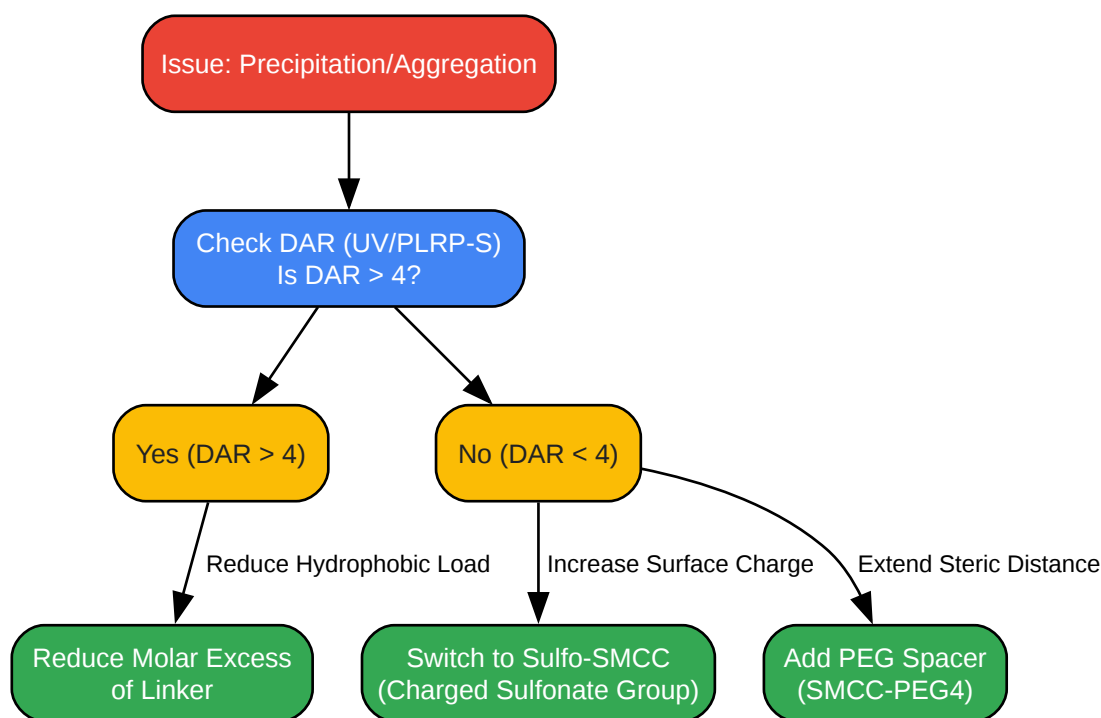 Issue: Precipitation/Aggregation
Check DAR (UV/PLRP-S)
Is DAR > 4?
Yes (DAR > 4)
No (DAR < 4)
Reduce Hydrophobic Load
Increase Surface Charge
Extend Steric Distance
Reduce Molar Excess
of Linker
Switch to Sulfo-SMCC
(Charged Sulfonate Group)
Add PEG Spacer
(SMCC-PEG4)